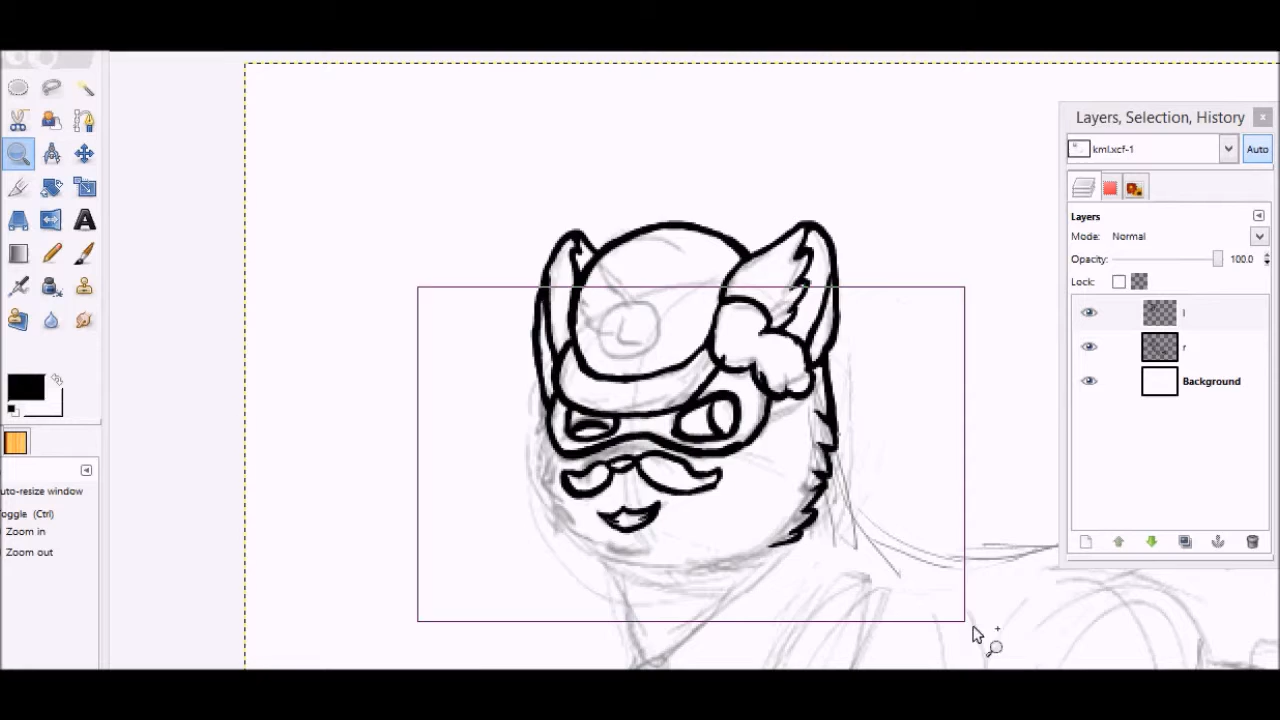 Layers, Selection, History
kml.xcf-1
Auto
Layers
Mode: Normal
Opacity: 100.0
Lock:
l
r
Background
uto-resize window
oggle (Ctrl)
Zoom in
Zoom out